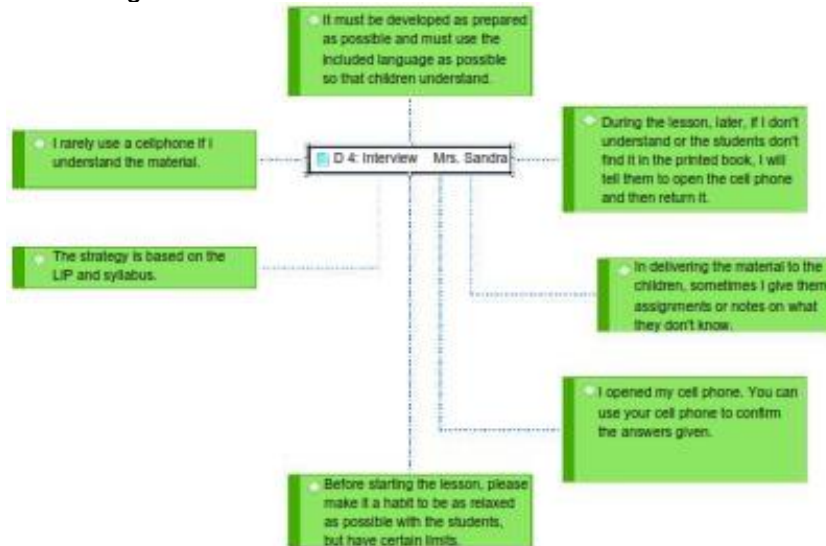 It must be developed as prepared
as possible and must use the
included language as possible
so that children understand.
I rarely use a cellphone if I
understand the material.
D 4: Interview Mrs. Sandra
During the lesson, later, if I don't
understand or the students don't
find it in the printed book, I will
tell them to open the cell phone
and then return it.
The strategy is based on the
LIP and syllabus.
In delivering the material to the
children, sometimes I give them
assignments or notes on what
they don't know.
I opened my cell phone. You can
use your cell phone to confirm
the answers given.
Before starting the lesson, please
make it a habit to be as relaxed
as possible with the students,
but have certain limits.